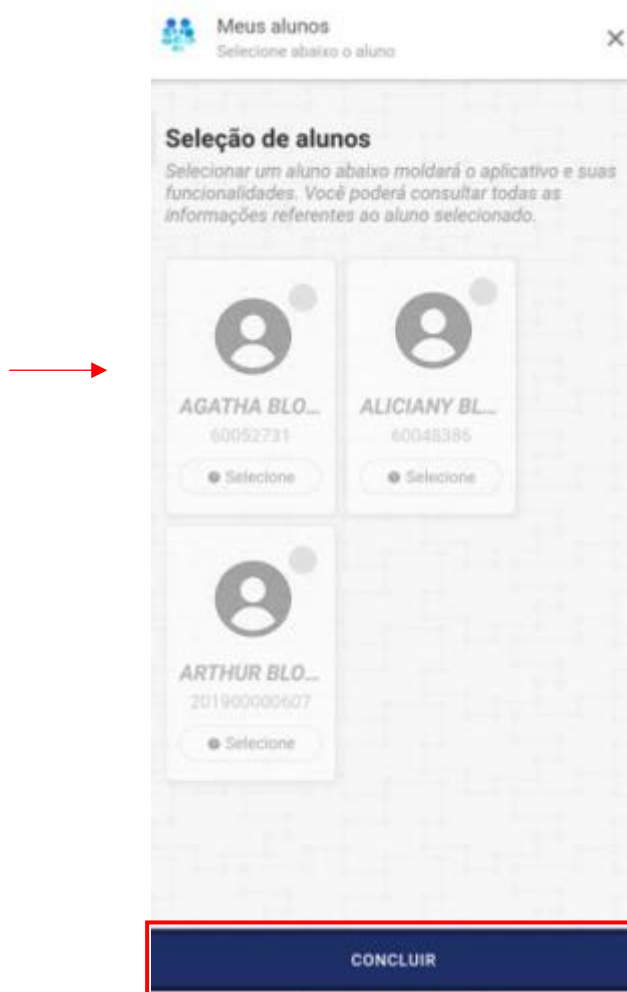 Meus alunos
Selecione abaixo o aluno
Seleção de alunos
Selecionar um aluno abaixo moldará o aplicativo e suas
funcionalidades. Você poderá consultar todas as
informações referentes ao aluno selecionado.
AGATHA BLO...
60052731
Selecione
ALICIANY BL...
60048386
Selecione
ARTHUR BLO...
201900000607
Selecione
CONCLUIR